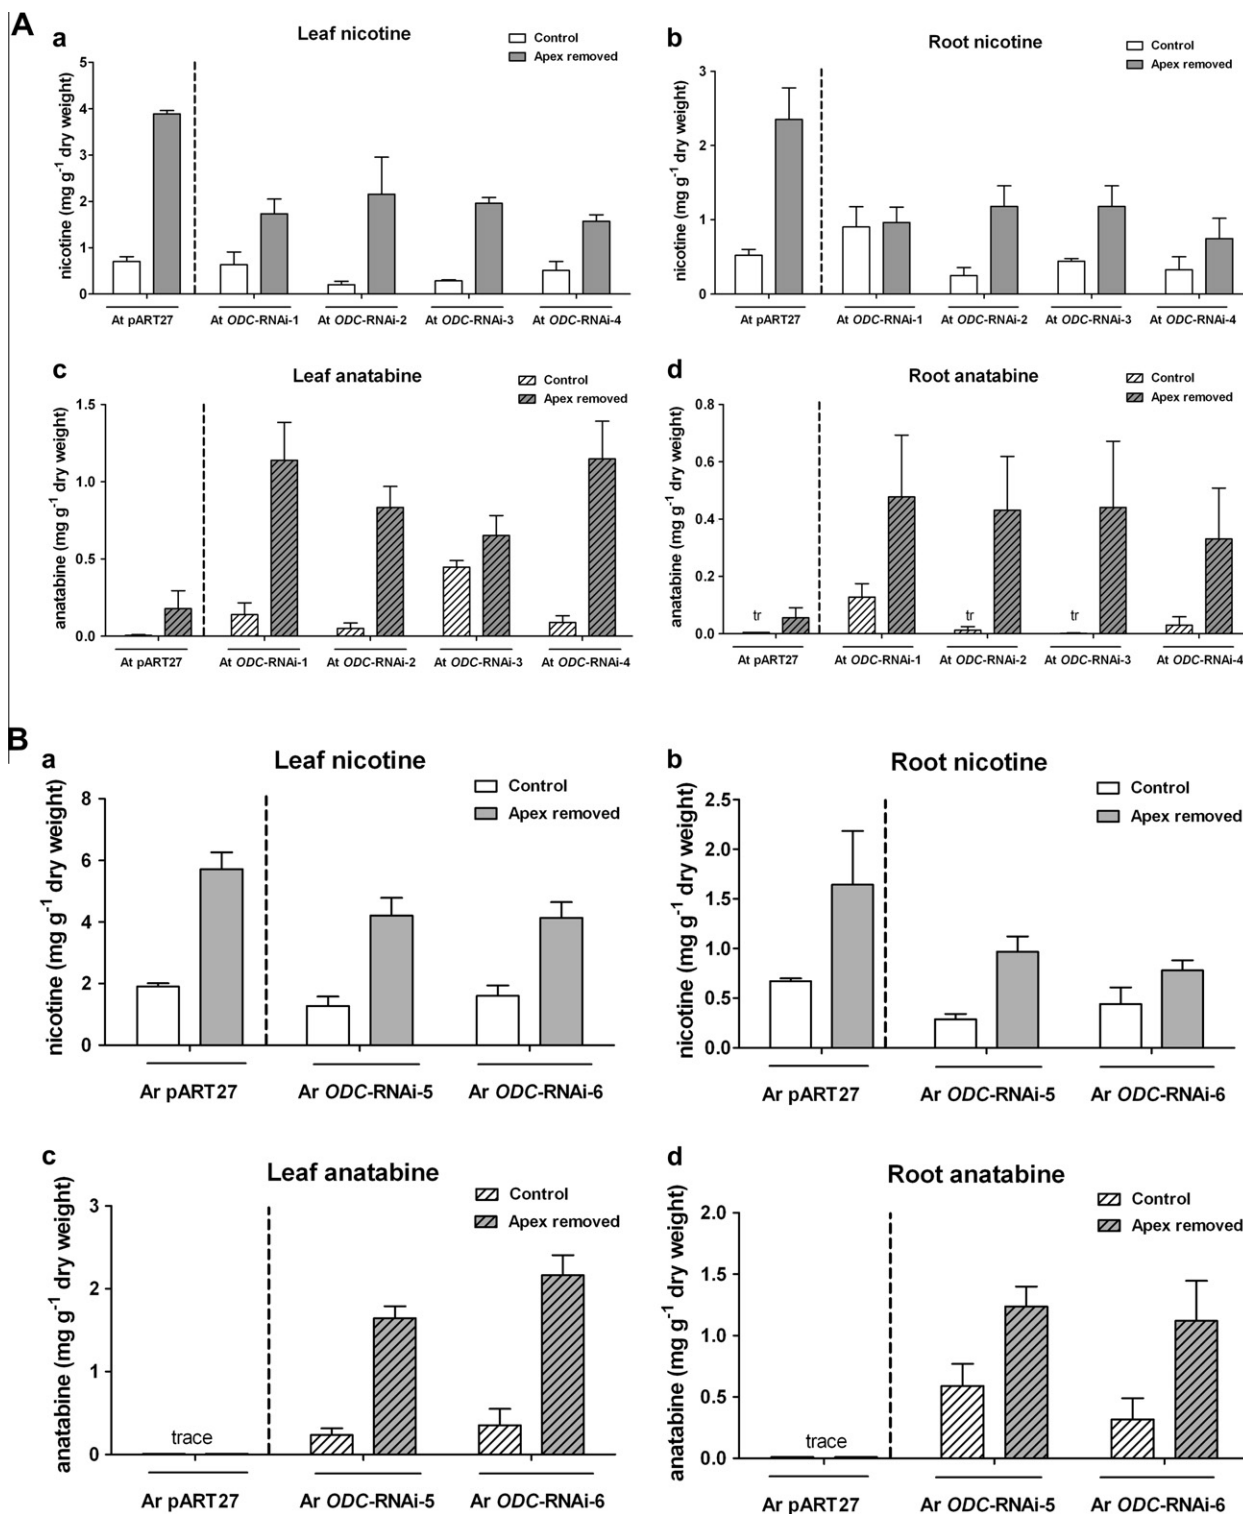 A
a
Leaf nicotine
Control
Apex removed
nicotine (mg g⁻¹ dry weight)
5
4
3
2
1
0
At pART27
At ODC-RNAi-1
At ODC-RNAi-2
At ODC-RNAi-3
At ODC-RNAi-4
b
Root nicotine
Control
Apex removed
nicotine (mg g⁻¹ dry weight)
3
2
1
0
At pART27
At ODC-RNAi-1
At ODC-RNAi-2
At ODC-RNAi-3
At ODC-RNAi-4
c
Leaf anatabine
Control
Apex removed
anatabine (mg g⁻¹ dry weight)
1.5
1.0
0.5
0.0
At pART27
At ODC-RNAi-1
At ODC-RNAi-2
At ODC-RNAi-3
At ODC-RNAi-4
d
Root anatabine
Control
Apex removed
anatabine (mg g⁻¹ dry weight)
0.8
0.6
0.4
0.2
0.0
tr
tr
tr
At pART27
At ODC-RNAi-1
At ODC-RNAi-2
At ODC-RNAi-3
At ODC-RNAi-4
B
a
Leaf nicotine
Control
Apex removed
nicotine (mg g⁻¹ dry weight)
8
6
4
2
0
Ar pART27
Ar ODC-RNAi-5
Ar ODC-RNAi-6
b
Root nicotine
Control
Apex removed
nicotine (mg g⁻¹ dry weight)
2.5
2.0
1.5
1.0
0.5
0.0
Ar pART27
Ar ODC-RNAi-5
Ar ODC-RNAi-6
c
Leaf anatabine
Control
Apex removed
anatabine (mg g⁻¹ dry weight)
3
2
1
0
trace
Ar pART27
Ar ODC-RNAi-5
Ar ODC-RNAi-6
d
Root anatabine
Control
Apex removed
anatabine (mg g⁻¹ dry weight)
2.0
1.5
1.0
0.5
0.0
trace
Ar pART27
Ar ODC-RNAi-5
Ar ODC-RNAi-6